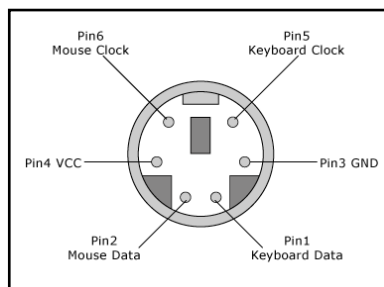 Pin6
Mouse Clock
Pin5
Keyboard Clock
Pin4 VCC
Pin3 GND
Pin2
Mouse Data
Pin1
Keyboard Data